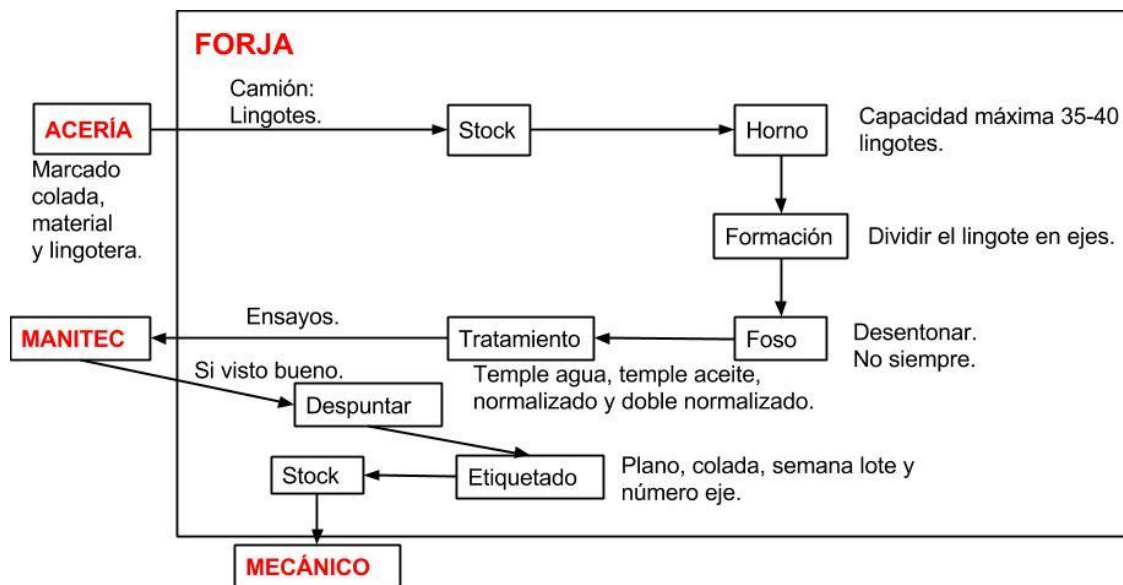 FORJA
Camión:
Lingotes.
ACERÍA
Stock
Horno
Capacidad máxima 35-40
lingotes.
Marcado
colada,
material
y lingotera.
Formación
Dividir el lingote en ejes.
Ensayos.
MANITEC
Tratamiento
Foso
Desentonar.
No siempre.
Si visto bueno.
Temple agua, temple aceite,
normalizado y doble normalizado.
Despuntar
Stock
Etiquetado
Plano, colada, semana lote y
número eje.
MECÁNICO